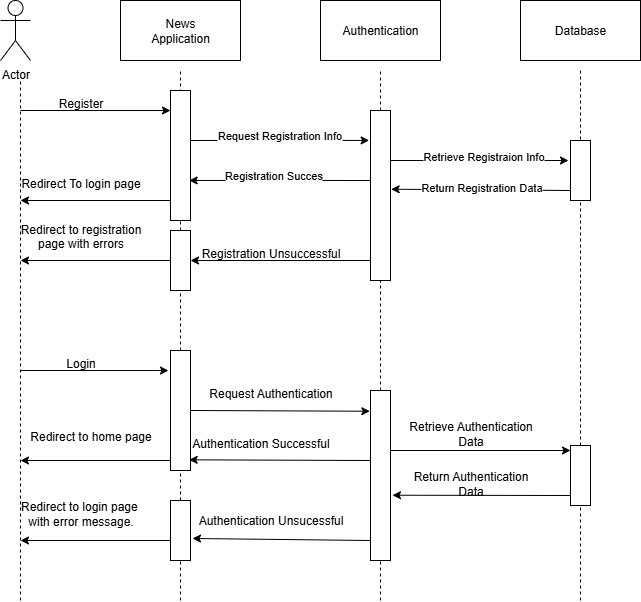 News
Application
Authentication
Database
Actor
Register
Request Registration Info
Retrieve Registraion Info
Registration Succes
Return Registration Data
Redirect To login page
Redirect to registration
page with errors
Registration Unsuccessful
Login
Request Authentication
Retrieve Authentication
Data
Redirect to home page
Authentication Successful
Return Authentication
Data
Redirect to login page
with error message.
Authentication Unsucessful